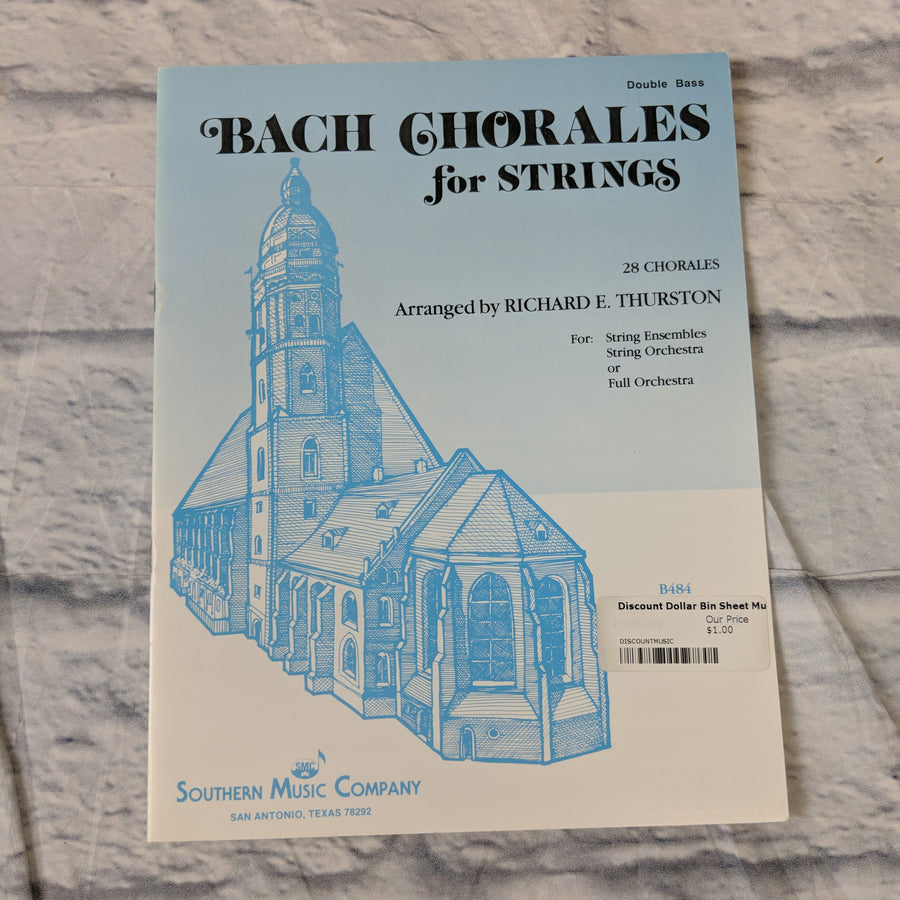 Double Bass
BACH CHORALES
for STRINGS
28 CHORALES
Arranged by RICHARD E. THURSTON
For: String Ensembles
String Orchestra
or
Full Orchestra
B484
Discount Dollar Bin Sheet Mu
Our Price
$1.00
DISCOUNTMUSIC
SMC
SOUTHERN MUSIC COMPANY
SAN ANTONIO, TEXAS 78292